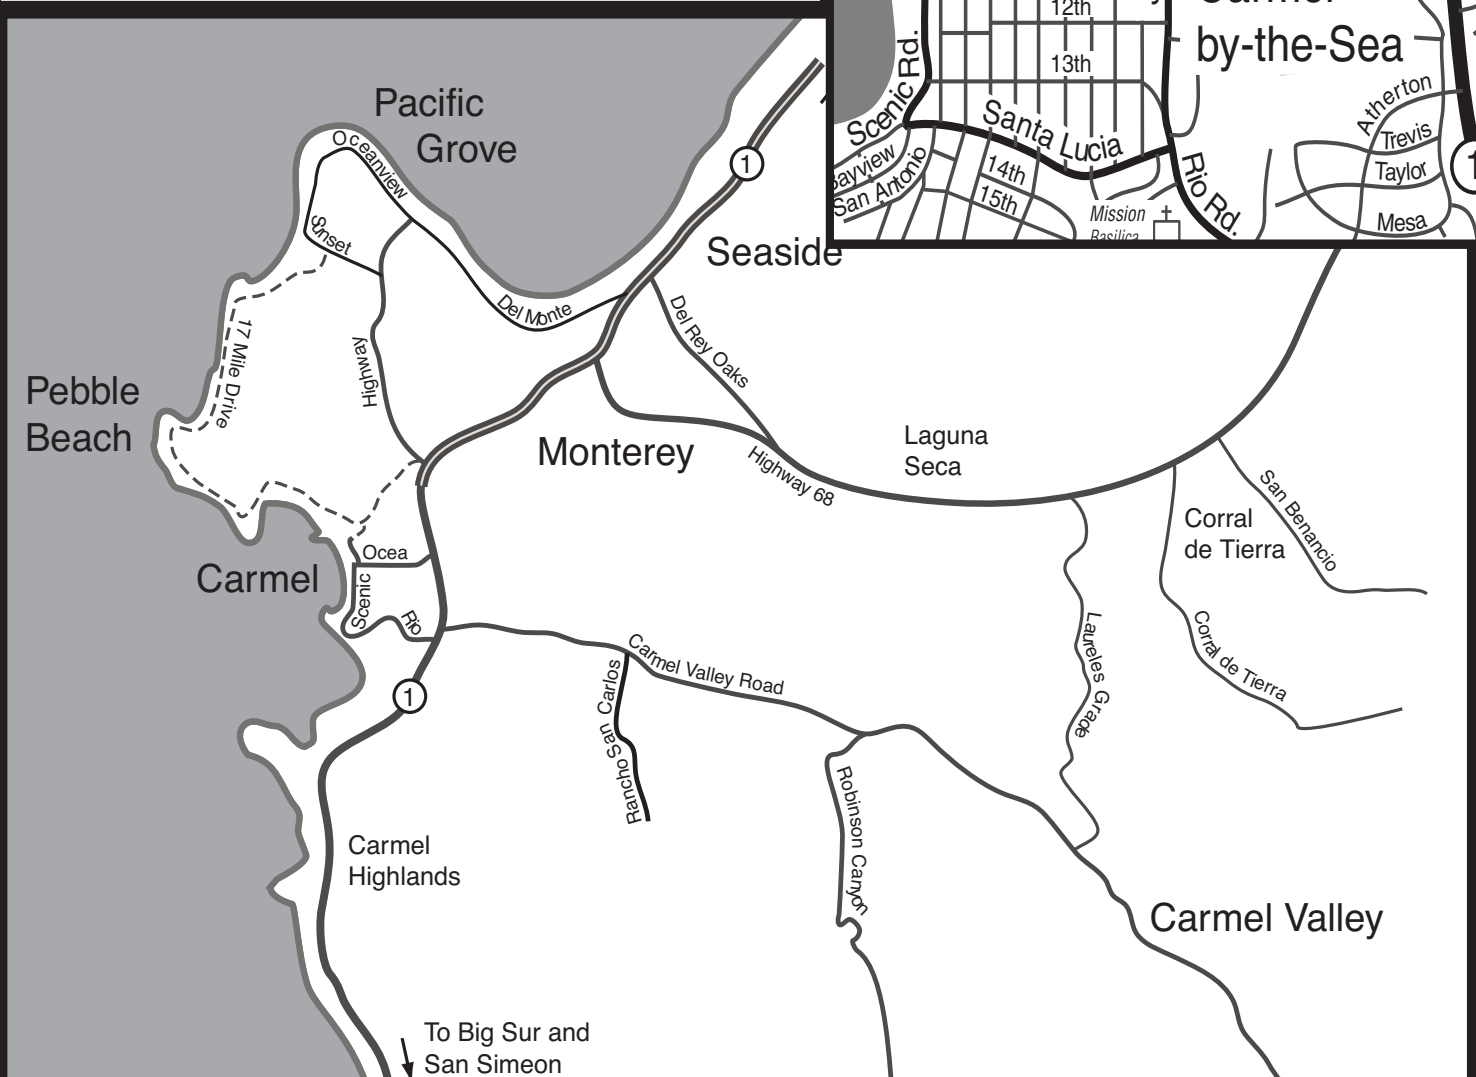 12th
by-the-Sea
13th
Scenic Rd.
Santa Lucia
Atherton
Trevis
Taylor
Mesa
1
Bayview
San Antonio
14th
15th
Mission
Basilica
Rio Rd.
Pacific
Grove
Oceanview
Sunset
1
Seaside
Del Monte
Del Rey Oaks
17 Mile Drive
Highway
Pebble
Beach
Monterey
Highway 68
Laguna
Seca
San Benancio
Corral
de Tierra
Corral de Tierra
Laureles Grade
Ocea
Carmel
Scenic
Rio
Carmel Valley Road
Rancho San Carlos
1
Robinson Canyon
Carmel
Highlands
Carmel Valley
To Big Sur and
San Simeon